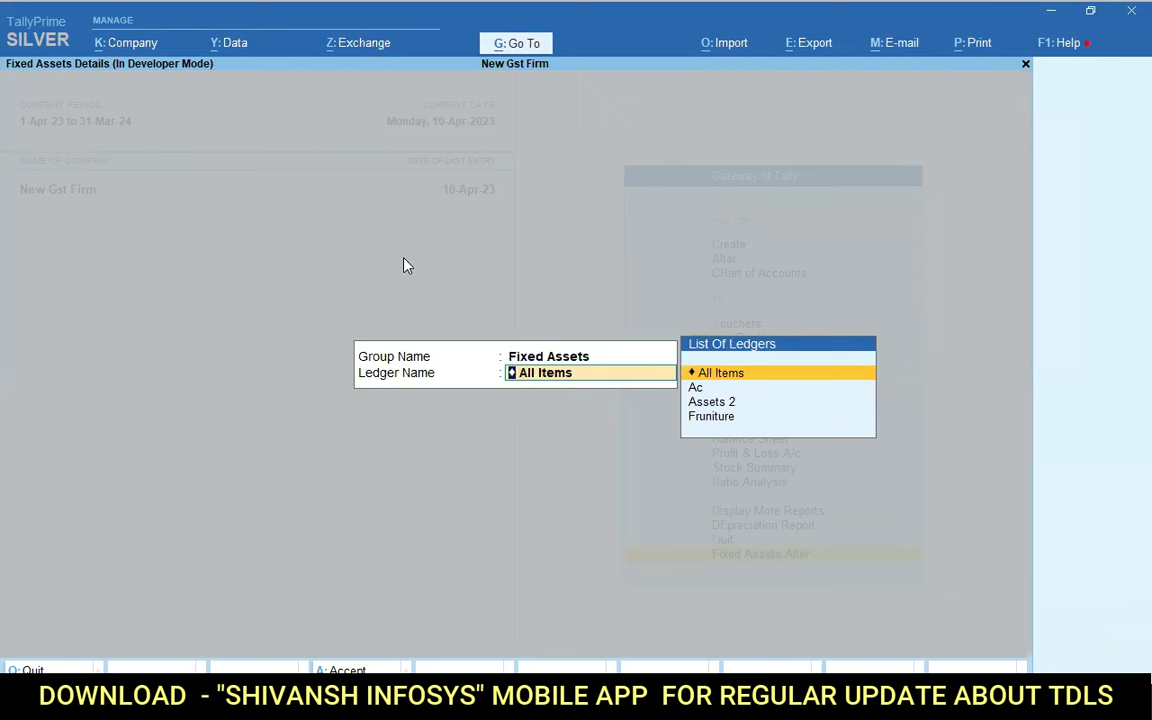 TallyPrime
SILVER
MANAGE
K: Company
Y: Data
Z: Exchange
G: Go To
O: Import
E: Export
M: E-mail
P: Print
F1: Help
Fixed Assets Details (In Developer Mode)
New Gst Firm
CURRENT PERIOD
CURRENT DATE
1-Apr-23 to 31-Mar-24
Monday, 10-Apr-2023
NAME OF COMPANY
DATE OF LAST ENTRY
New Gst Firm
10-Apr-23
Gateway of Tally
Create
Alter
CHart of Accounts
Vouchers
Group Name : Fixed Assets
Ledger Name : ♦ All Items
List Of Ledgers
♦ All Items
Ac
Assets 2
Fruniture
Balance Sheet
Profit & Loss A/c
Stock Summary
Ratio Analysis
Display More Reports
DEpreciation Report
Quit
Fixed Assets Alter
Q: Quit
A: Accept
DOWNLOAD - "SHIVANSH INFOSYS" MOBILE APP FOR REGULAR UPDATE ABOUT TDLS